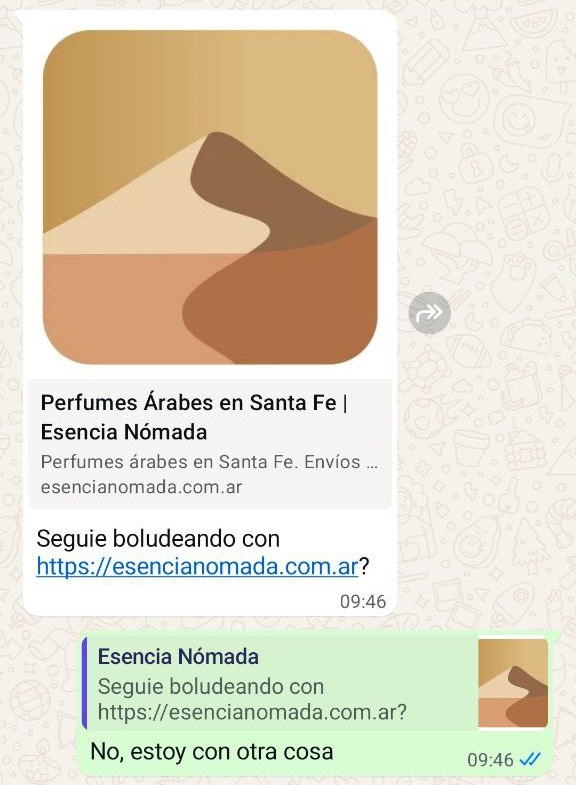 Perfumes Árabes en Santa Fe |
Esencia Nómada
Perfumes árabes en Santa Fe. Envíos ...
esencianomada.com.ar
Seguie boludeando con
https://esencianomada.com.ar?
09:46
Esencia Nómada
Seguie boludeando con
https://esencianomada.com.ar?
No, estoy con otra cosa
09:46